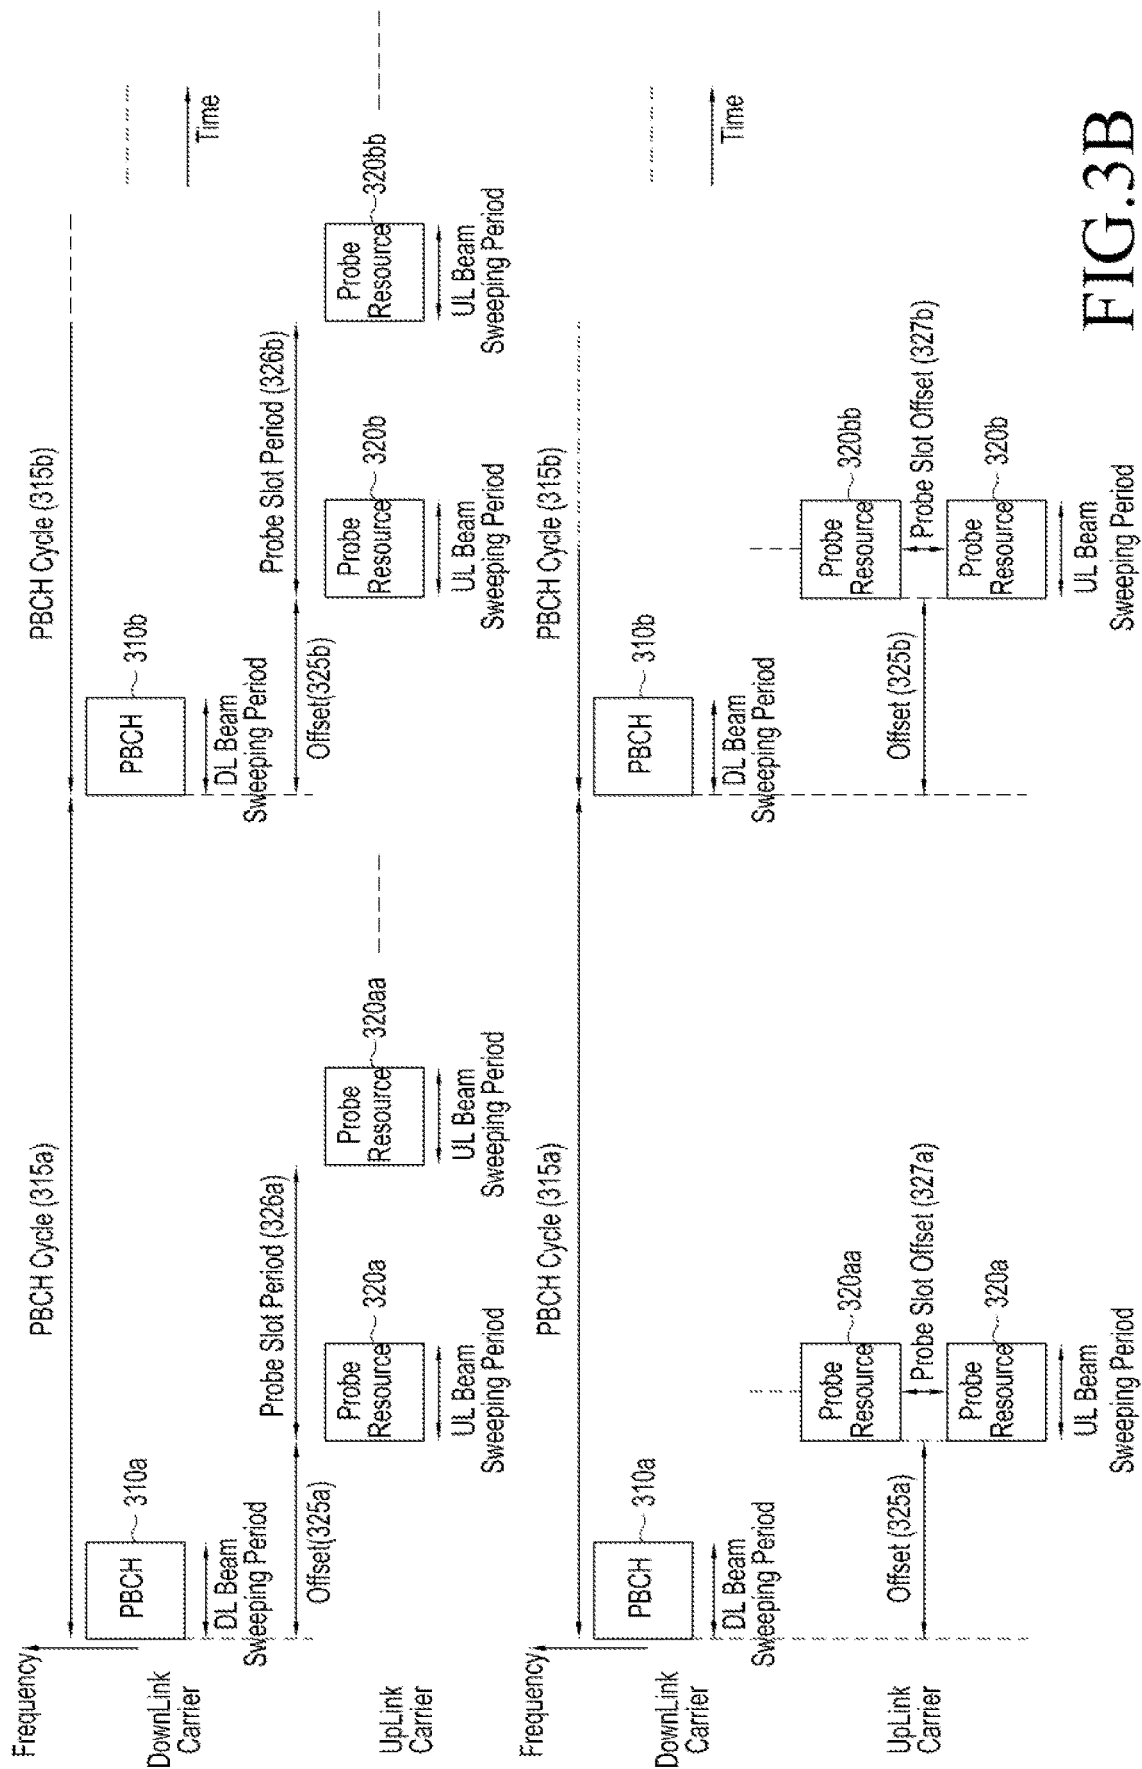 Frequency
PBCH Cycle (315a)
PBCH Cycle (315b)
DownLink
Carrier
PBCH
310a
PBCH
310b
Time
DL Beam
Sweeping Period
DL Beam
Sweeping Period
Offset(325a)
Probe Slot Period (326a)
Offset(325b)
Probe Slot Period (326b)
UpLink
Carrier
Probe
Resource
320a
Probe
Resource
320aa
Probe
Resource
320b
Probe
Resource
320bb
UL Beam
Sweeping Period
UL Beam
Sweeping Period
UL Beam
Sweeping Period
UL Beam
Sweeping Period
Frequency
PBCH Cycle (315a)
PBCH Cycle (315b)
DownLink
Carrier
PBCH
310a
PBCH
310b
Time
DL Beam
Sweeping Period
DL Beam
Sweeping Period
UpLink
Carrier
Probe
Resource
320aa
Probe
Resource
320bb
Offset (325a)
Probe Slot Offset (327a)
Offset (325b)
Probe Slot Offset (327b)
Probe
Resource
320a
Probe
Resource
320b
UL Beam
Sweeping Period
UL Beam
Sweeping Period
FIG.3B